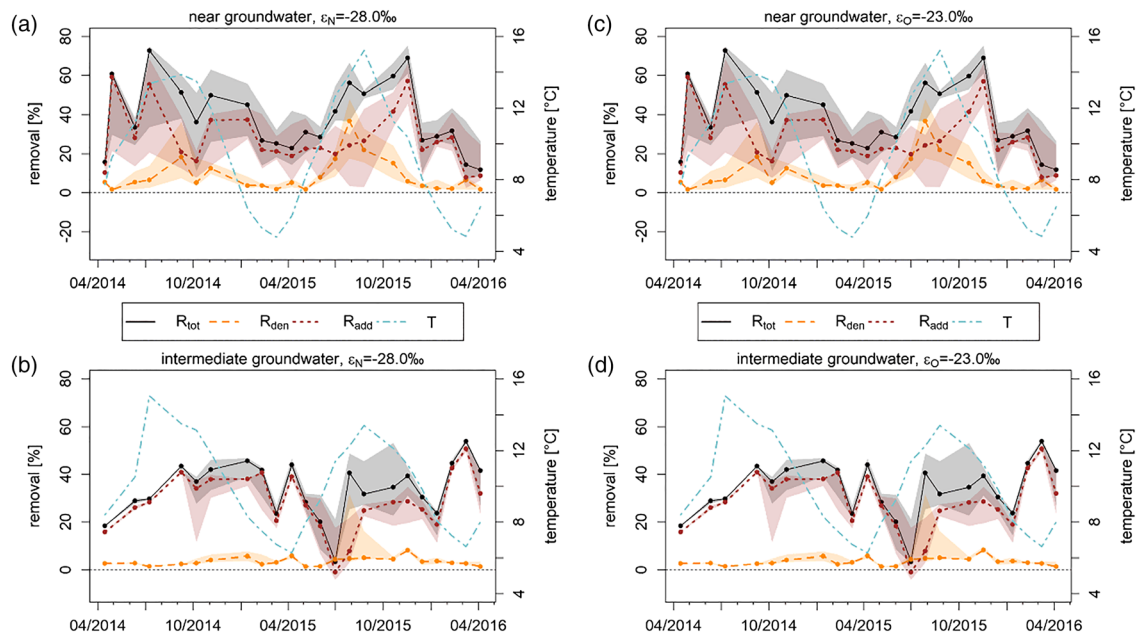 (a)
near groundwater, εN=-28.0‰
80
60
40
20
0
-20
removal [%]
16
12
8
4
temperature [°C]
04/2014 10/2014 04/2015 10/2015 04/2016
(c)
near groundwater, εO=-23.0‰
80
60
40
20
0
-20
removal [%]
16
12
8
4
temperature [°C]
04/2014 10/2014 04/2015 10/2015 04/2016
Rtot Rden Radd T
Rtot Rden Radd T
(b)
intermediate groundwater, εN=-28.0‰
80
60
40
20
0
removal [%]
16
12
8
4
temperature [°C]
04/2014 10/2014 04/2015 10/2015 04/2016
(d)
intermediate groundwater, εO=-23.0‰
80
60
40
20
0
removal [%]
16
12
8
4
temperature [°C]
04/2014 10/2014 04/2015 10/2015 04/2016